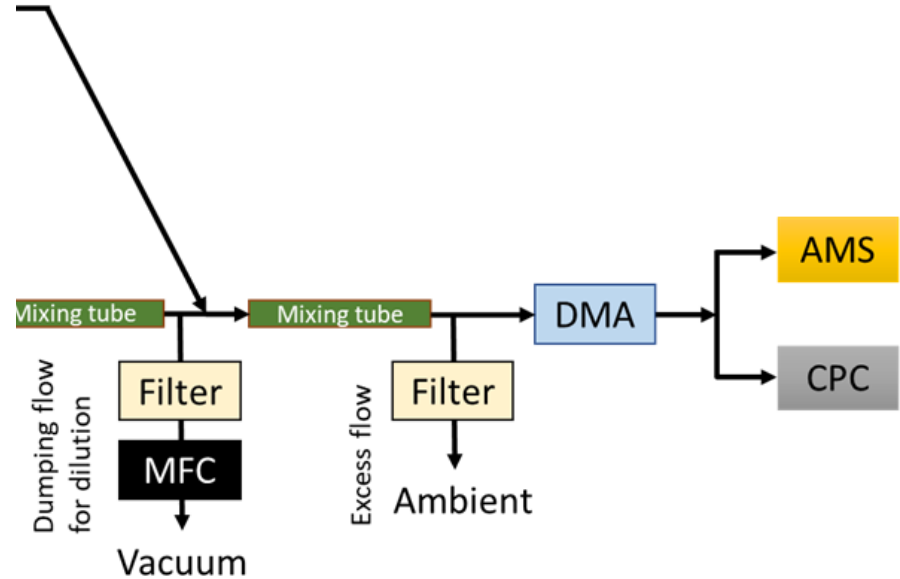 AMS
Mixing tube
Mixing tube
DMA
Filter
Filter
CPC
Dumping flow
for dilution
MFC
Excess flow
Ambient
Vacuum